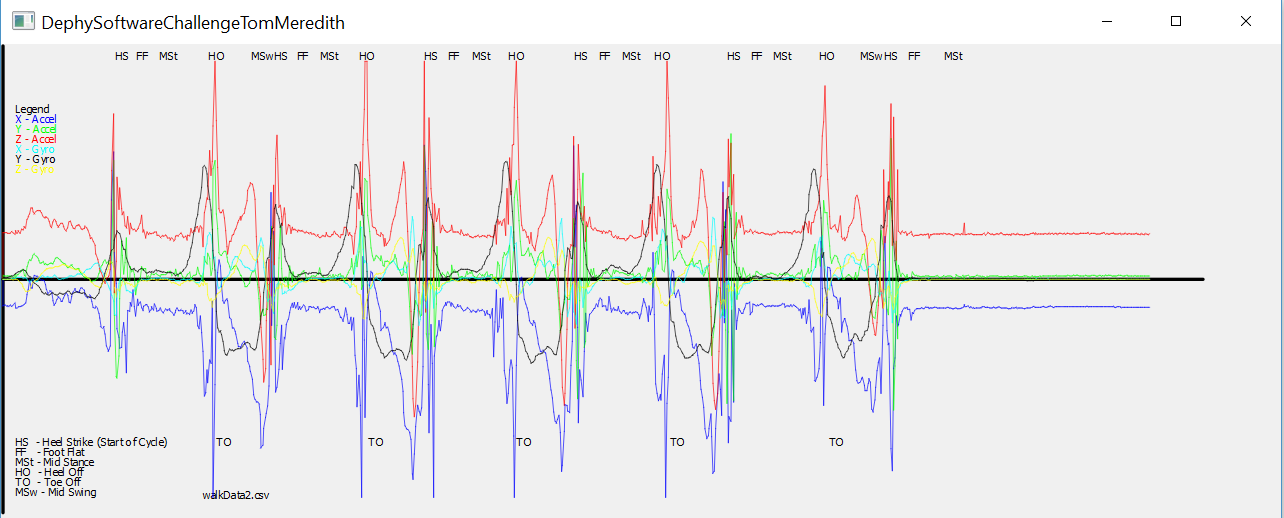 DephySoftwareChallengeTomMeredith
HS FF MSt HO MSwHS FF MSt HO HS FF MSt HO HS FF MSt HO HS FF MSt HO MSwHS FF MSt
Legend
X - Accel
Y - Accel
Z - Accel
X - Gyro
Y - Gyro
Z - Gyro
HS - Heel Strike (Start of Cycle)
TO TO TO TO TO
FF - Foot Flat
MSt - Mid Stance
HO - Heel Off
TO - Toe Off
MSw - Mid Swing
walkData2.csv